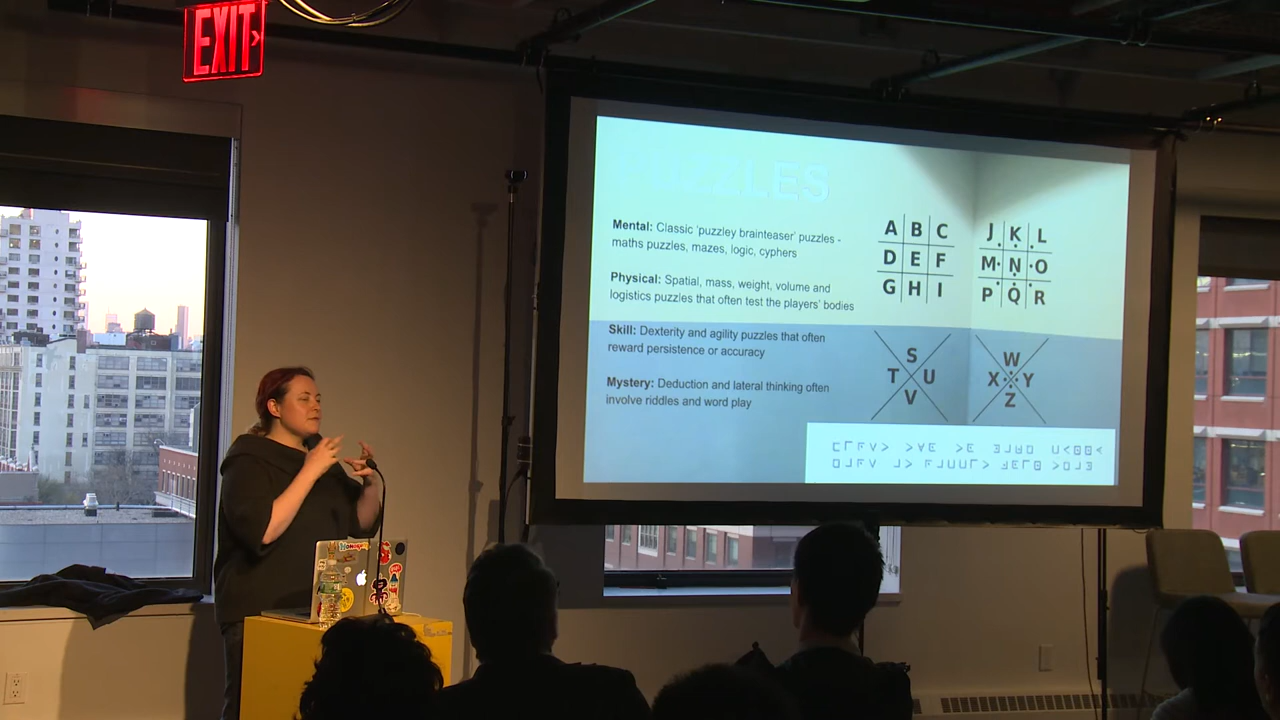 EXIT
PUZZLES
Mental: Classic 'puzzley brainteaser' puzzles -
maths puzzles, mazes, logic, cyphers
Physical: Spatial, mass, weight, volume and
logistics puzzles that often test the players' bodies
Skill: Dexterity and agility puzzles that often
reward persistence or accuracy
Mystery: Deduction and lateral thinking often
involve riddles and word play
A B C
D E F
G H I
J K L
M N O
P Q R
S
T U
V
W
X Y
Z